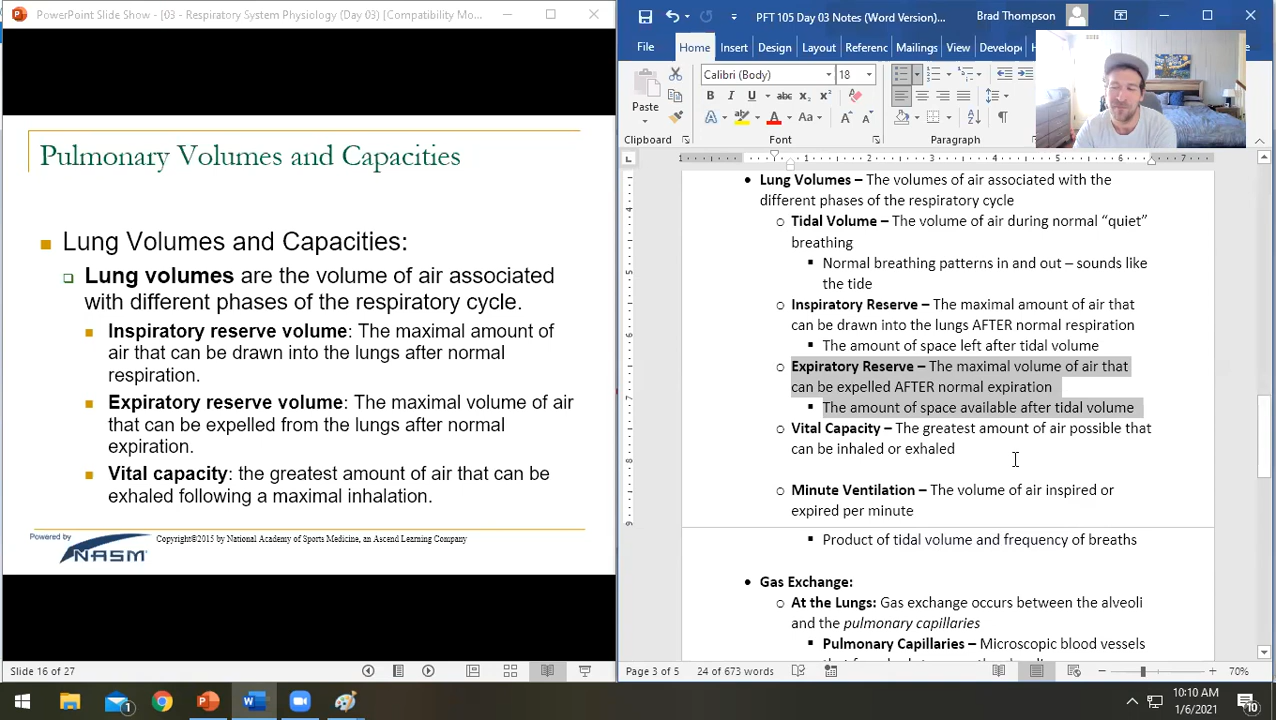 PowerPoint Slide Show - [03 - Respiratory System Physiology (Day 03) [Compatibility Mo...
Pulmonary Volumes and Capacities
Lung Volumes and Capacities:
Lung volumes are the volume of air associated
with different phases of the respiratory cycle.
Inspiratory reserve volume: The maximal amount of
air that can be drawn into the lungs after normal
respiration.
Expiratory reserve volume: The maximal volume of air
that can be expelled from the lungs after normal
expiration.
Vital capacity: the greatest amount of air that can be
exhaled following a maximal inhalation.
Powered by
NASM
Copyright©2015 by National Academy of Sports Medicine, an Ascend Learning Company
Slide 16 of 27
PFT 105 Day 03 Notes (Word Version)...
Brad Thompson
File Home Insert Design Layout Referenc Mailings View Develope
Paste
Calibri (Body) 18
B I U abc x₂ x²
A A Aa A A
Clipboard Font Paragraph
1 1 2 3 4 5 6 7
• Lung Volumes – The volumes of air associated with the
different phases of the respiratory cycle
o Tidal Volume – The volume of air during normal “quiet”
breathing
▪ Normal breathing patterns in and out – sounds like
the tide
o Inspiratory Reserve – The maximal amount of air that
can be drawn into the lungs AFTER normal respiration
▪ The amount of space left after tidal volume
o Expiratory Reserve – The maximal volume of air that
can be expelled AFTER normal expiration
▪ The amount of space available after tidal volume
o Vital Capacity – The greatest amount of air possible that
can be inhaled or exhaled
o Minute Ventilation – The volume of air inspired or
expired per minute
▪ Product of tidal volume and frequency of breaths
• Gas Exchange:
o At the Lungs: Gas exchange occurs between the alveoli
and the pulmonary capillaries
▪ Pulmonary Capillaries – Microscopic blood vessels
Page 3 of 5 24 of 673 words 70%
10:10 AM
1/6/2021
10